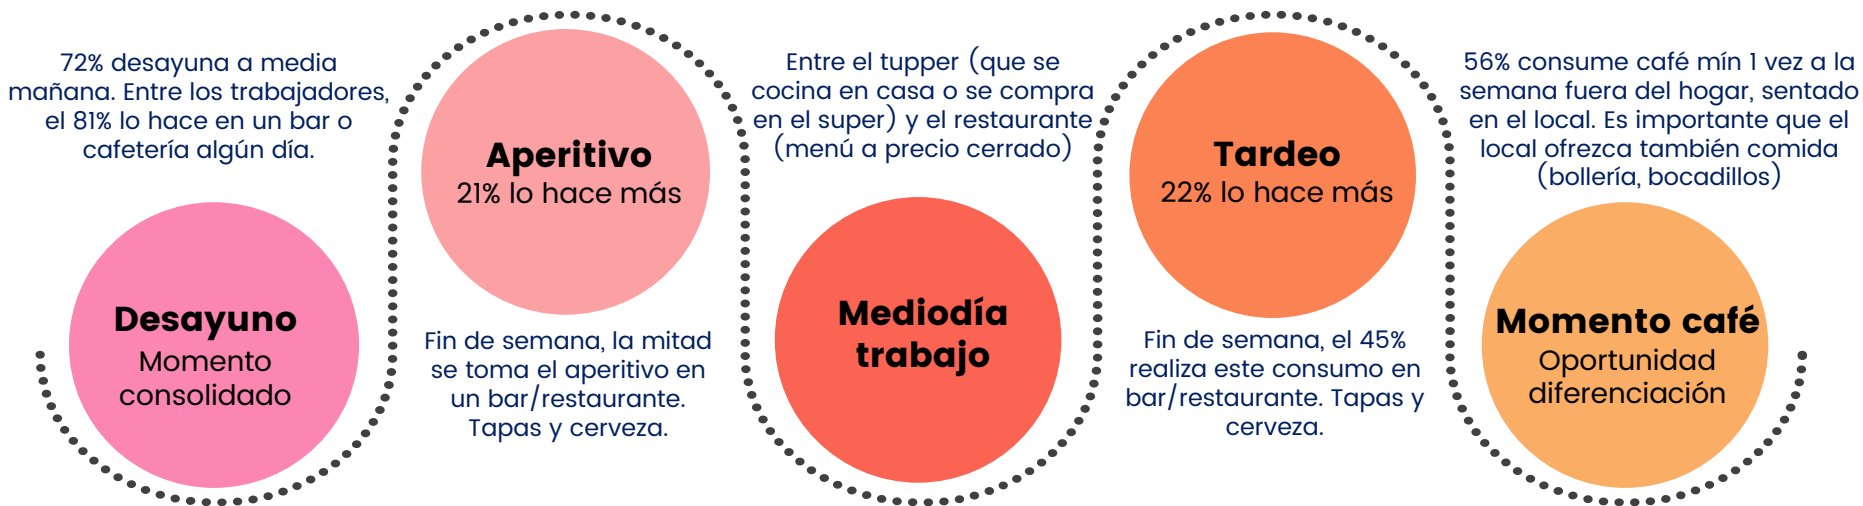 72% desayuna a media
mañana. Entre los trabajadores,
el 81% lo hace en un bar o
cafetería algún día.
Desayuno
Momento
consolidado
Aperitivo
21% lo hace más
Fin de semana, la mitad
se toma el aperitivo en
un bar/restaurante.
Tapas y cerveza.
Entre el tupper (que se
cocina en casa o se compra
en el super) y el restaurante
(menú a precio cerrado)
Mediodía
trabajo
Tardeo
22% lo hace más
Fin de semana, el 45%
realiza este consumo en
bar/restaurante. Tapas y
cerveza.
56% consume café mín 1 vez a la
semana fuera del hogar, sentado
en el local. Es importante que el
local ofrezca también comida
(bollería, bocadillos)
Momento café
Oportunidad
diferenciación